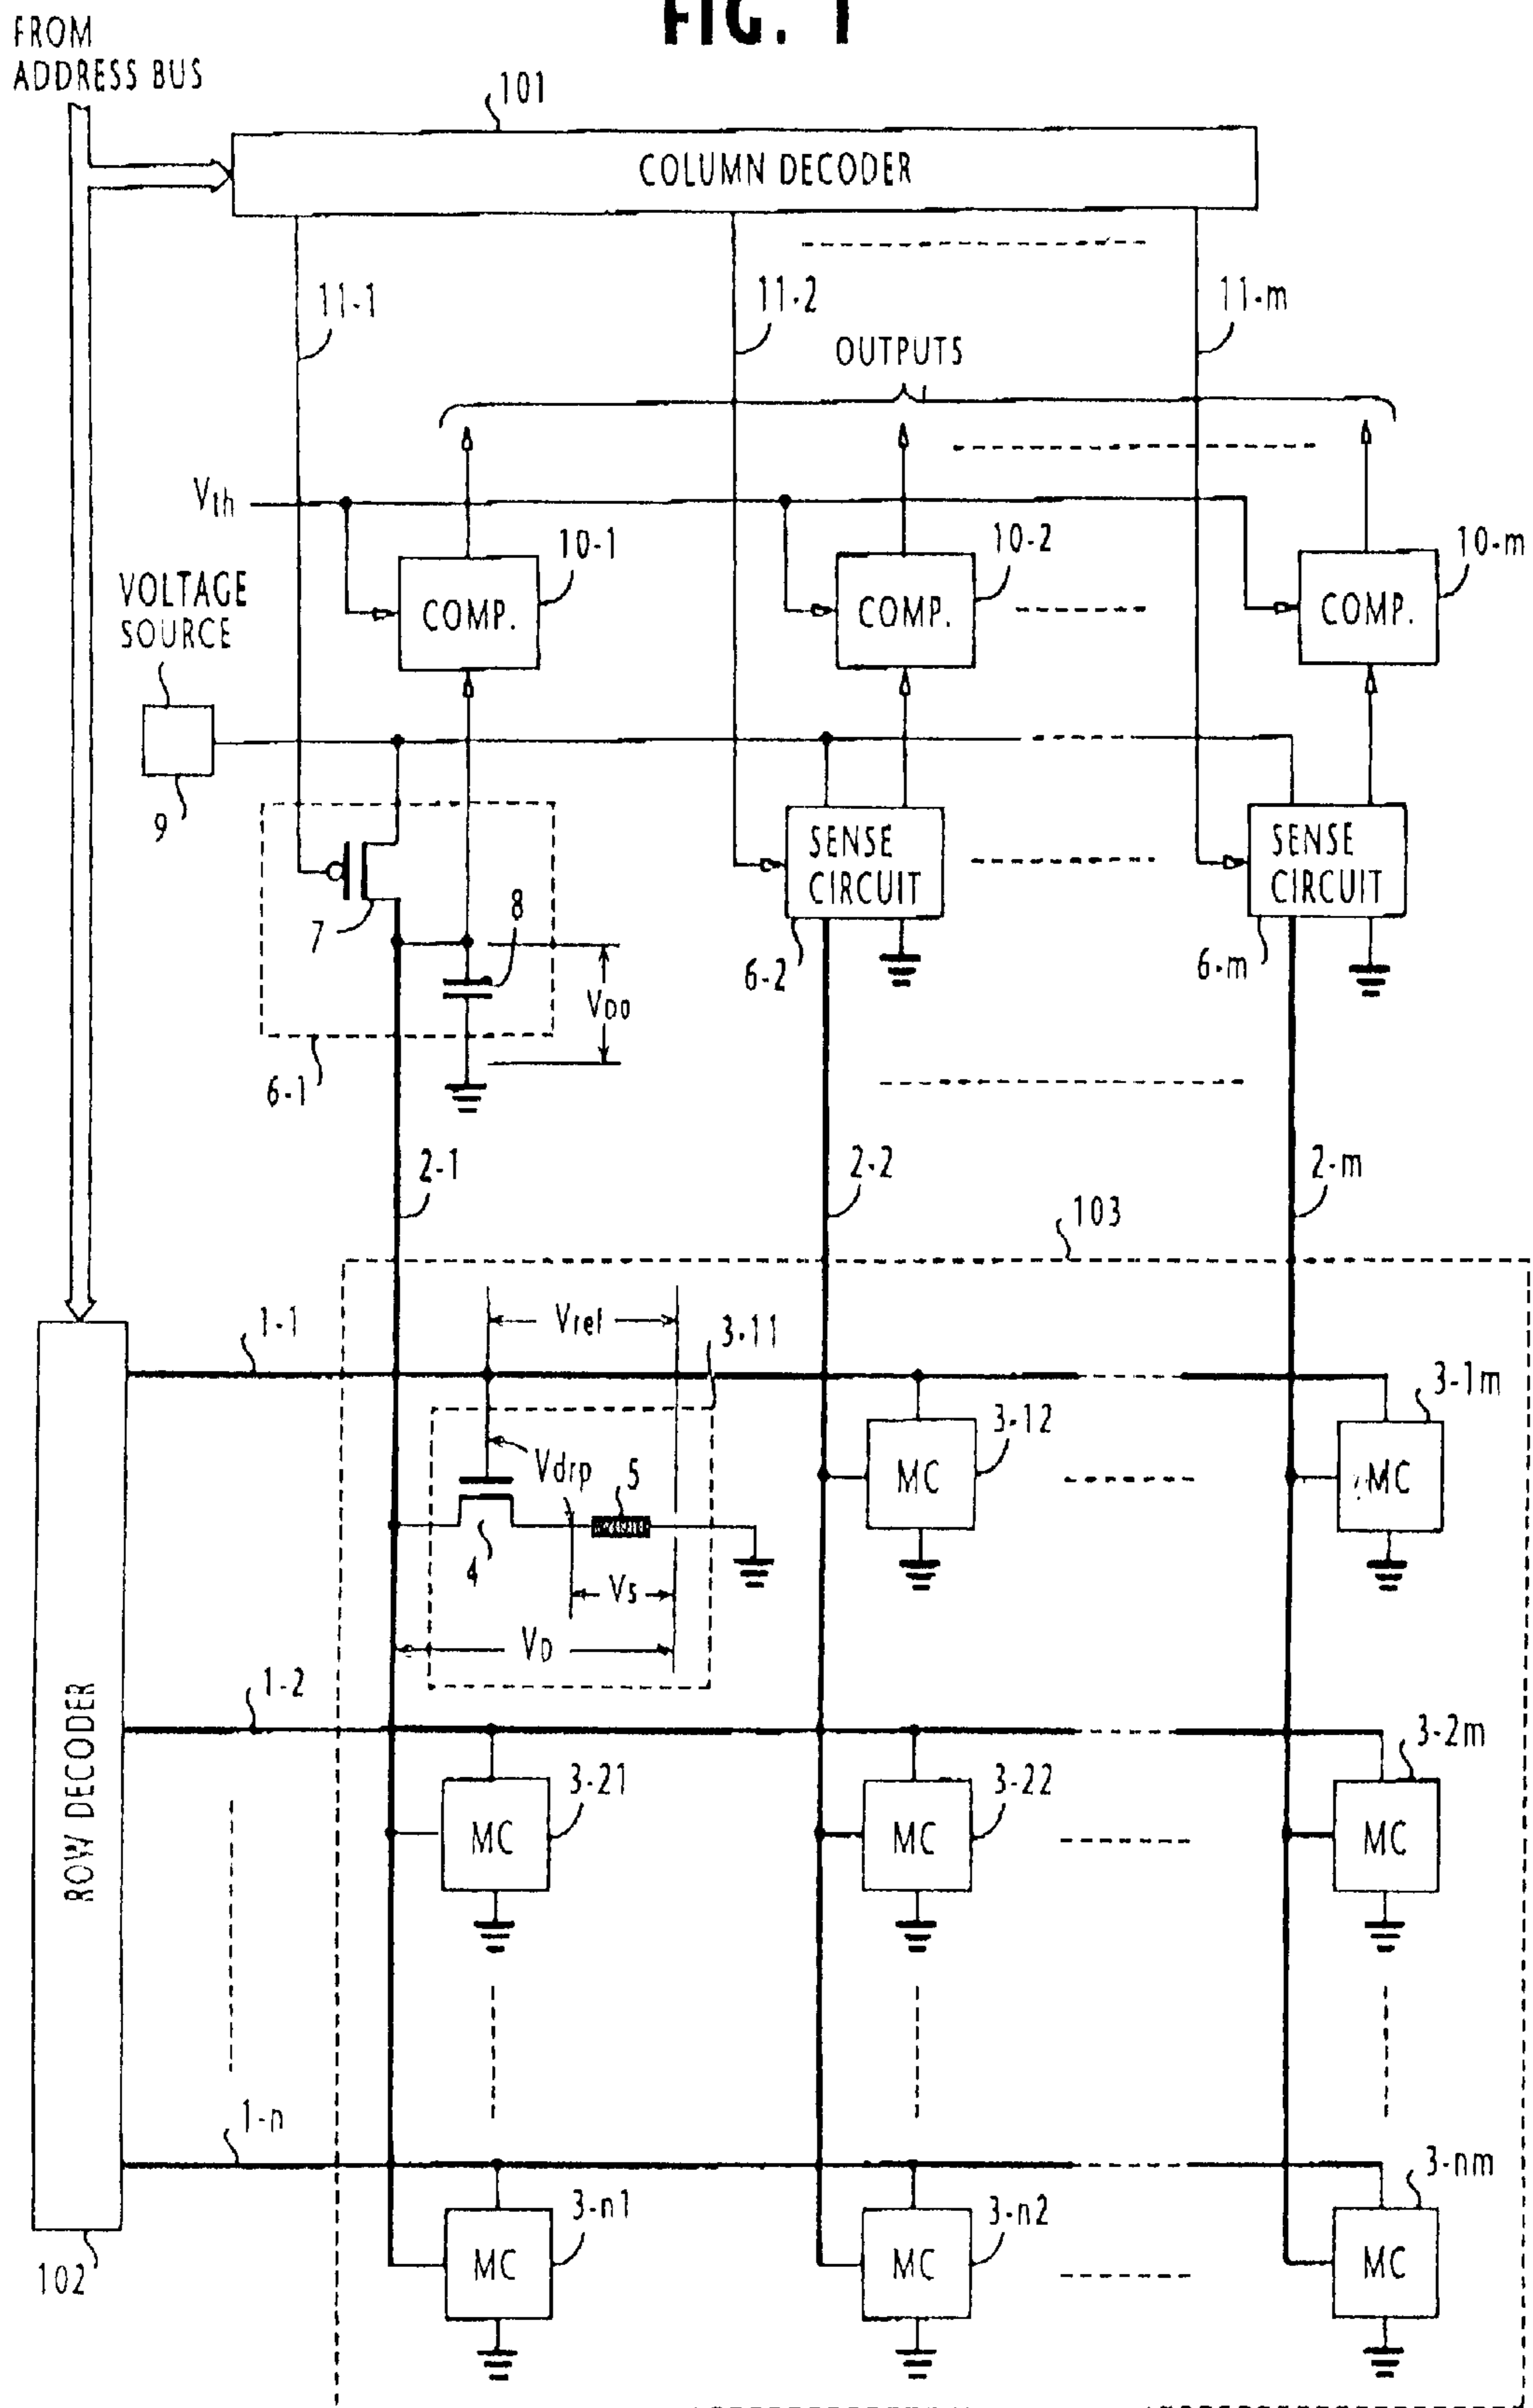 FIG. 1
FROM
ADDRESS BUS
101
COLUMN DECODER
11-1
11-2
11-m
OUTPUTS
Vth
10-1
10-2
10-m
COMP.
COMP.
COMP.
VOLTAGE
SOURCE
9
7
8
VD0
6-1
SENSE
CIRCUIT
6-2
SENSE
CIRCUIT
6-m
2-1
2-2
2-m
103
1-1
Vref
3-11
3-12
3-1m
Vdrp
5
4
MC
MC
VS
VD
1-2
3-21
3-22
3-2m
MC
MC
MC
ROW DECODER
1-n
3-n1
3-n2
3-nm
MC
MC
MC
102